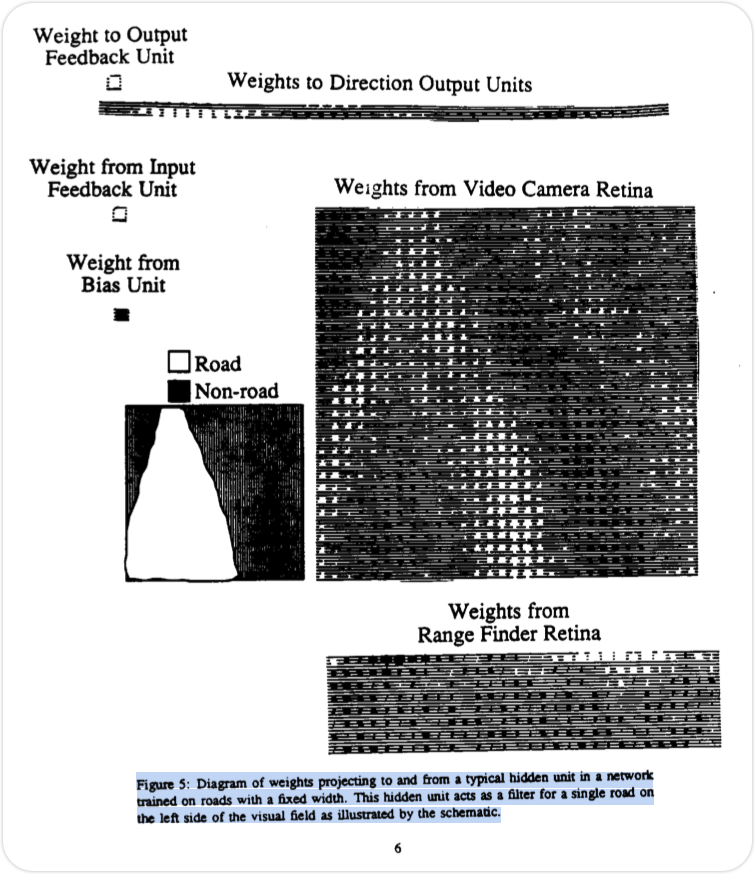 Weight to Output
Feedback Unit
Weights to Direction Output Units
Weight from Input
Feedback Unit
Weights from Video Camera Retina
Weight from
Bias Unit
Road
Non-road
Weights from
Range Finder Retina
Figure 5: Diagram of weights projecting to and from a typical hidden unit in a network
trained on roads with a fixed width. This hidden unit acts as a filter for a single road on
the left side of the visual field as illustrated by the schematic.
6